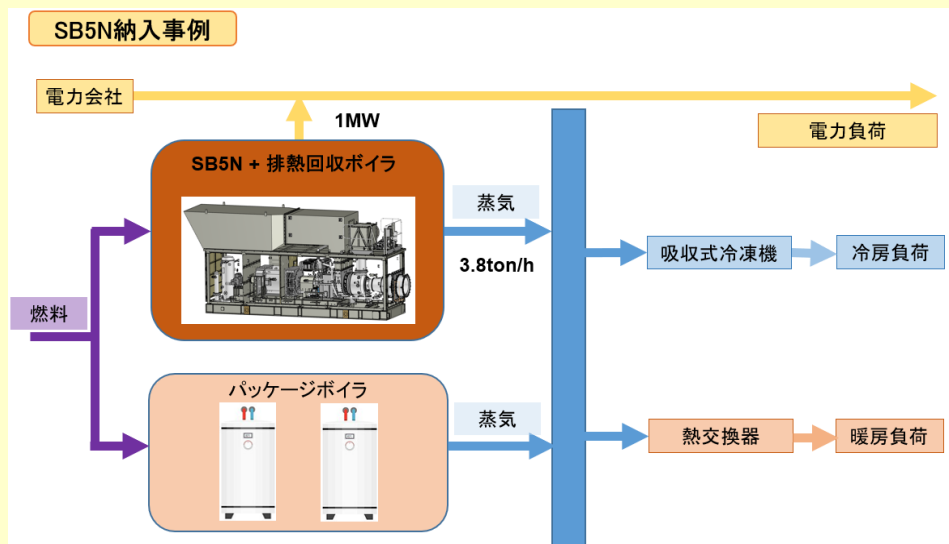 SB5N納入事例
電力会社
1MW
電力負荷
SB5N + 排熱回収ボイラ
蒸気
3.8ton/h
吸収式冷凍機
冷房負荷
燃料
パッケージボイラ
蒸気
熱交換器
暖房負荷